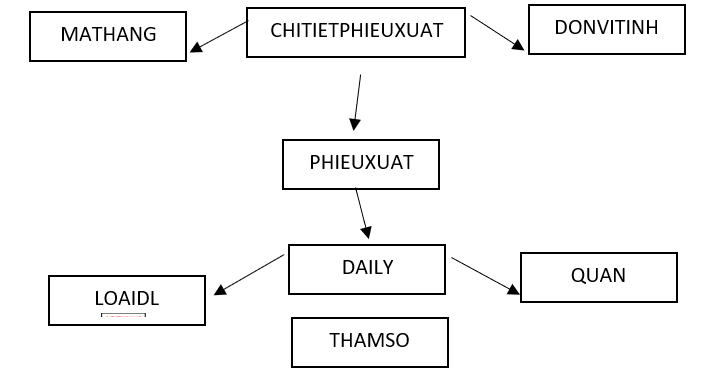 MATHANG
CHITIETPHIEUXUAT
DONVITINH
PHIEUXUAT
DAILY
LOAIDL
QUAN
THAMSO